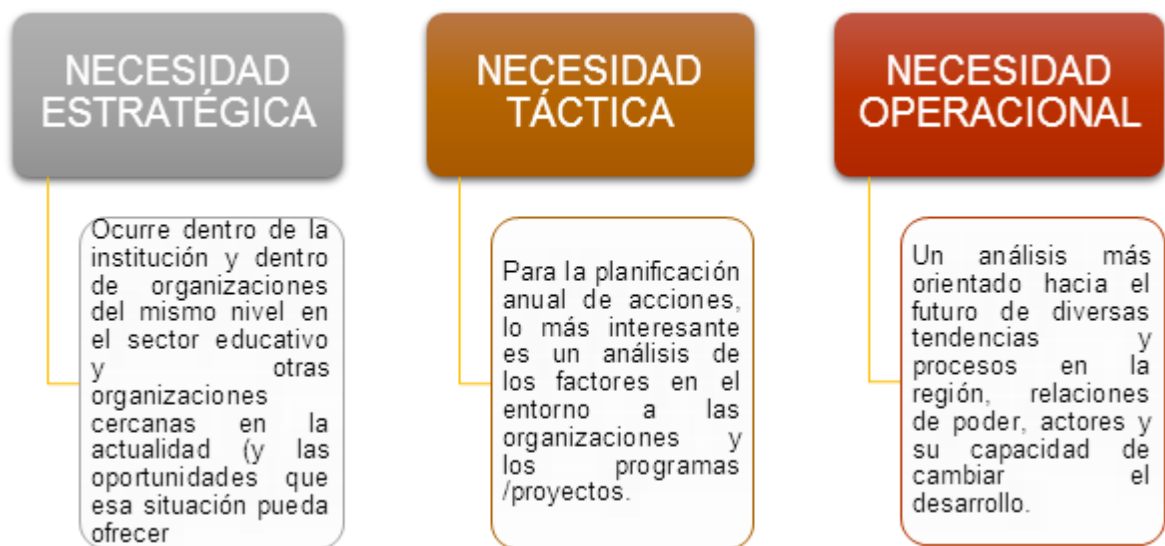 NECESIDAD
ESTRATÉGICA
Ocurre dentro de la
institución y dentro
de organizaciones
del mismo nivel en
el sector educativo
y otras
organizaciones
cercanas en la
actualidad (y las
oportunidades que
esa situación pueda
ofrecer
NECESIDAD
TÁCTICA
Para la planificación
anual de acciones,
lo más interesante
es un análisis de
los factores en el
entorno a las
organizaciones y
los programas
/proyectos.
NECESIDAD
OPERACIONAL
Un análisis más
orientado hacia el
futuro de diversas
tendencias y
procesos en la
región, relaciones
de poder, actores y
su capacidad de
cambiar el
desarrollo.